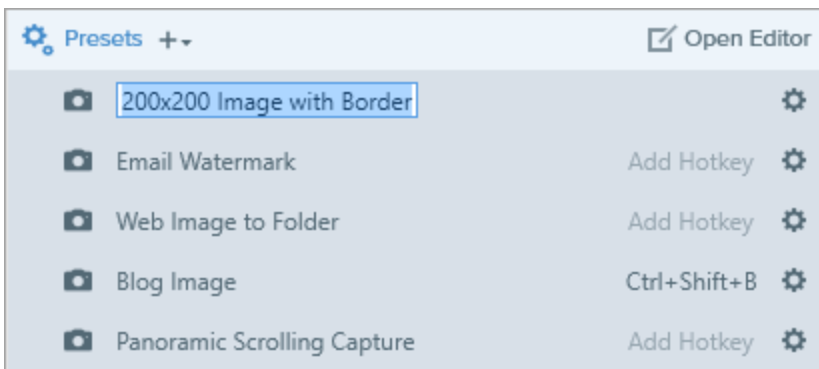 Presets Open Editor
200x200 Image with Border
Email Watermark Add Hotkey
Web Image to Folder Add Hotkey
Blog Image Ctrl+Shift+B
Panoramic Scrolling Capture Add Hotkey